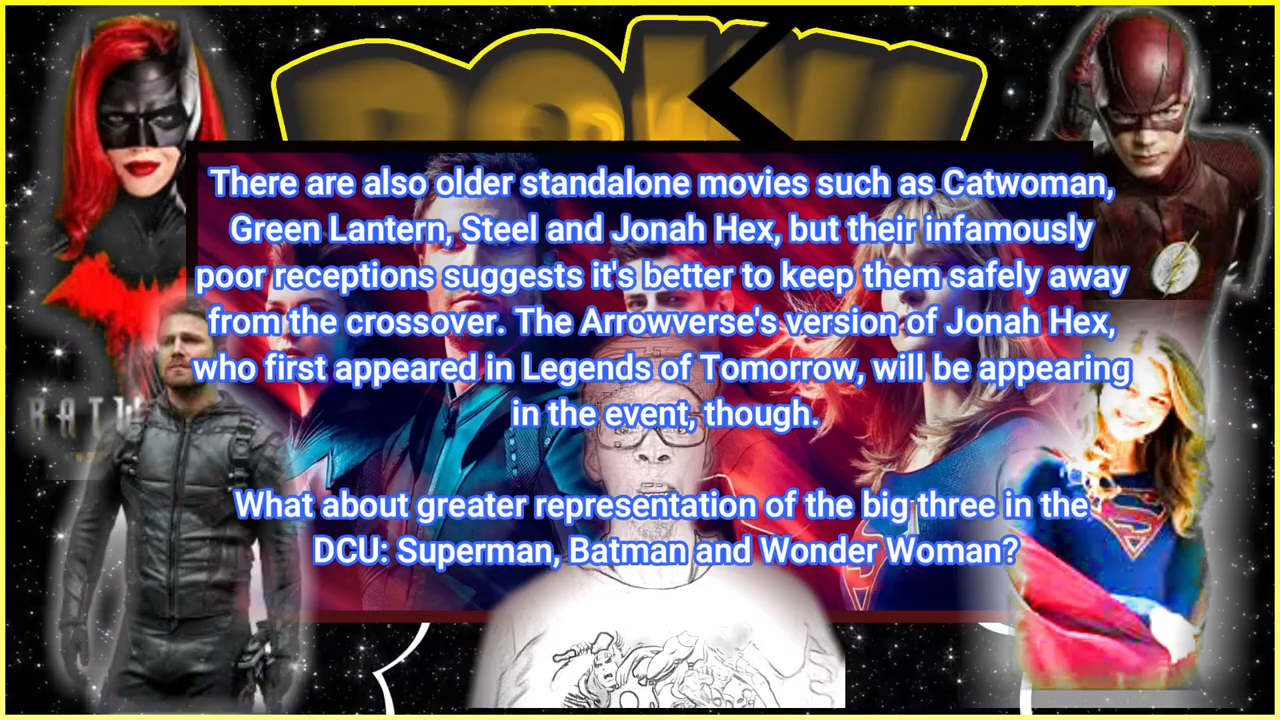 There are also older standalone movies such as Catwoman,
Green Lantern, Steel and Jonah Hex, but their infamously
poor receptions suggests it's better to keep them safely away
from the crossover. The Arrowverse's version of Jonah Hex,
who first appeared in Legends of Tomorrow, will be appearing
in the event, though.
What about greater representation of the big three in the
DCU: Superman, Batman and Wonder Woman?